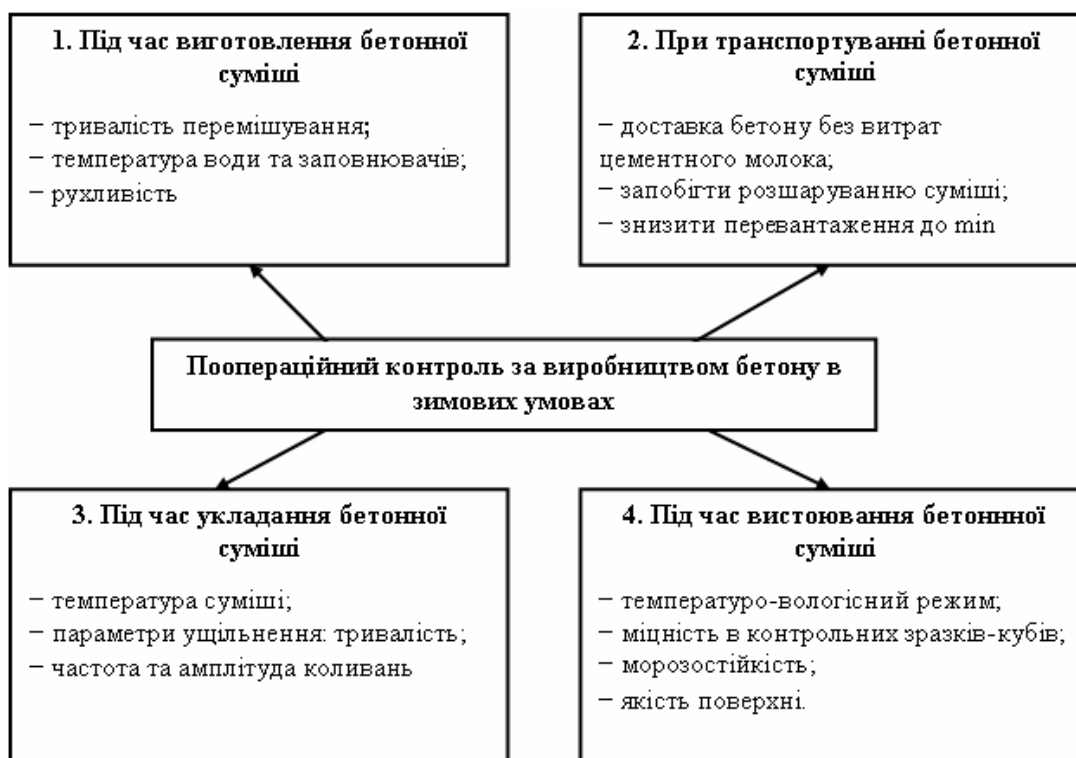 1. Під час виготовлення бетонної
суміші
− тривалість перемішування;
− температура води та заповнювачів;
− рухливість
2. При транспортуванні бетонної
суміші
− доставка бетону без витрат
цементного молока;
− запобігти розшаруванню суміші;
− знизити перевантаження до min
Поопераційний контроль за виробництвом бетону в
зимових умовах
3. Під час укладання бетонної
суміші
− температура суміші;
− параметри ущільнення: тривалість;
− частота та амплітуда коливань
4. Під час вистоювання бетоннної
суміші
− температуро-вологісний режим;
− міцність в контрольних зразків-кубів;
− морозостійкість;
− якість поверхні.